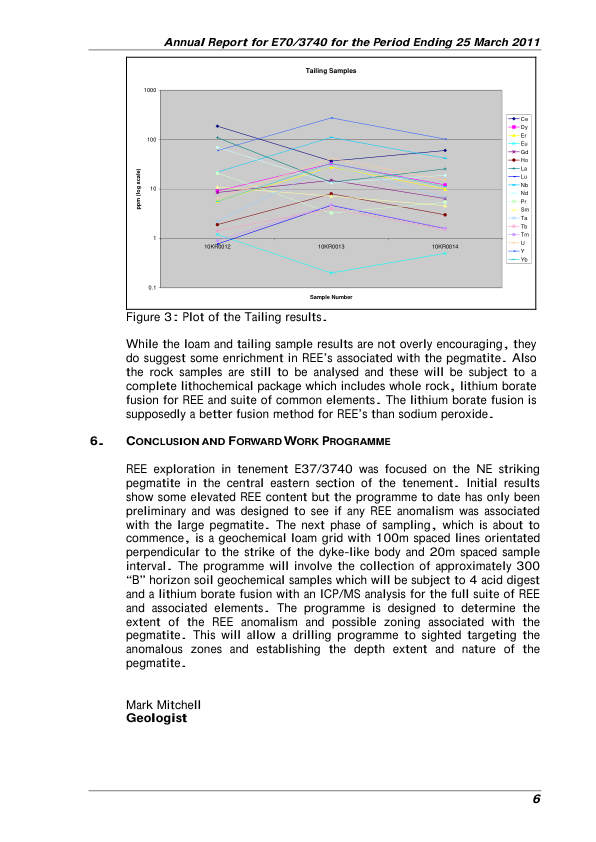 Annual Report for E70/3740 for the Period Ending 25 March 2011
Tailing Samples
1000
100
10
1
0.1
ppm (log scale)
10KR0012
10KR0013
10KR0014
Sample Number
Ce
Dy
Er
Eu
Gd
Ho
La
Lu
Nb
Nd
Pr
Sm
Ta
Tb
Tm
U
Y
Yb
Figure 3: Plot of the Tailing results.
While the loam and tailing sample results are not overly encouraging, they
do suggest some enrichment in REE's associated with the pegmatite. Also
the rock samples are still to be analysed and these will be subject to a
complete lithochemical package which includes whole rock, lithium borate
fusion for REE and suite of common elements. The lithium borate fusion is
supposedly a better fusion method for REE's than sodium peroxide.
6. CONCLUSION AND FORWARD WORK PROGRAMME
REE exploration in tenement E37/3740 was focused on the NE striking
pegmatite in the central eastern section of the tenement. Initial results
show some elevated REE content but the programme to date has only been
preliminary and was designed to see if any REE anomalism was associated
with the large pegmatite. The next phase of sampling, which is about to
commence, is a geochemical loam grid with 100m spaced lines orientated
perpendicular to the strike of the dyke-like body and 20m spaced sample
interval. The programme will involve the collection of approximately 300
“B” horizon soil geochemical samples which will be subject to 4 acid digest
and a lithium borate fusion with an ICP/MS analysis for the full suite of REE
and associated elements. The programme is designed to determine the
extent of the REE anomalism and possible zoning associated with the
pegmatite. This will allow a drilling programme to sighted targeting the
anomalous zones and establishing the depth extent and nature of the
pegmatite.
Mark Mitchell
Geologist
6